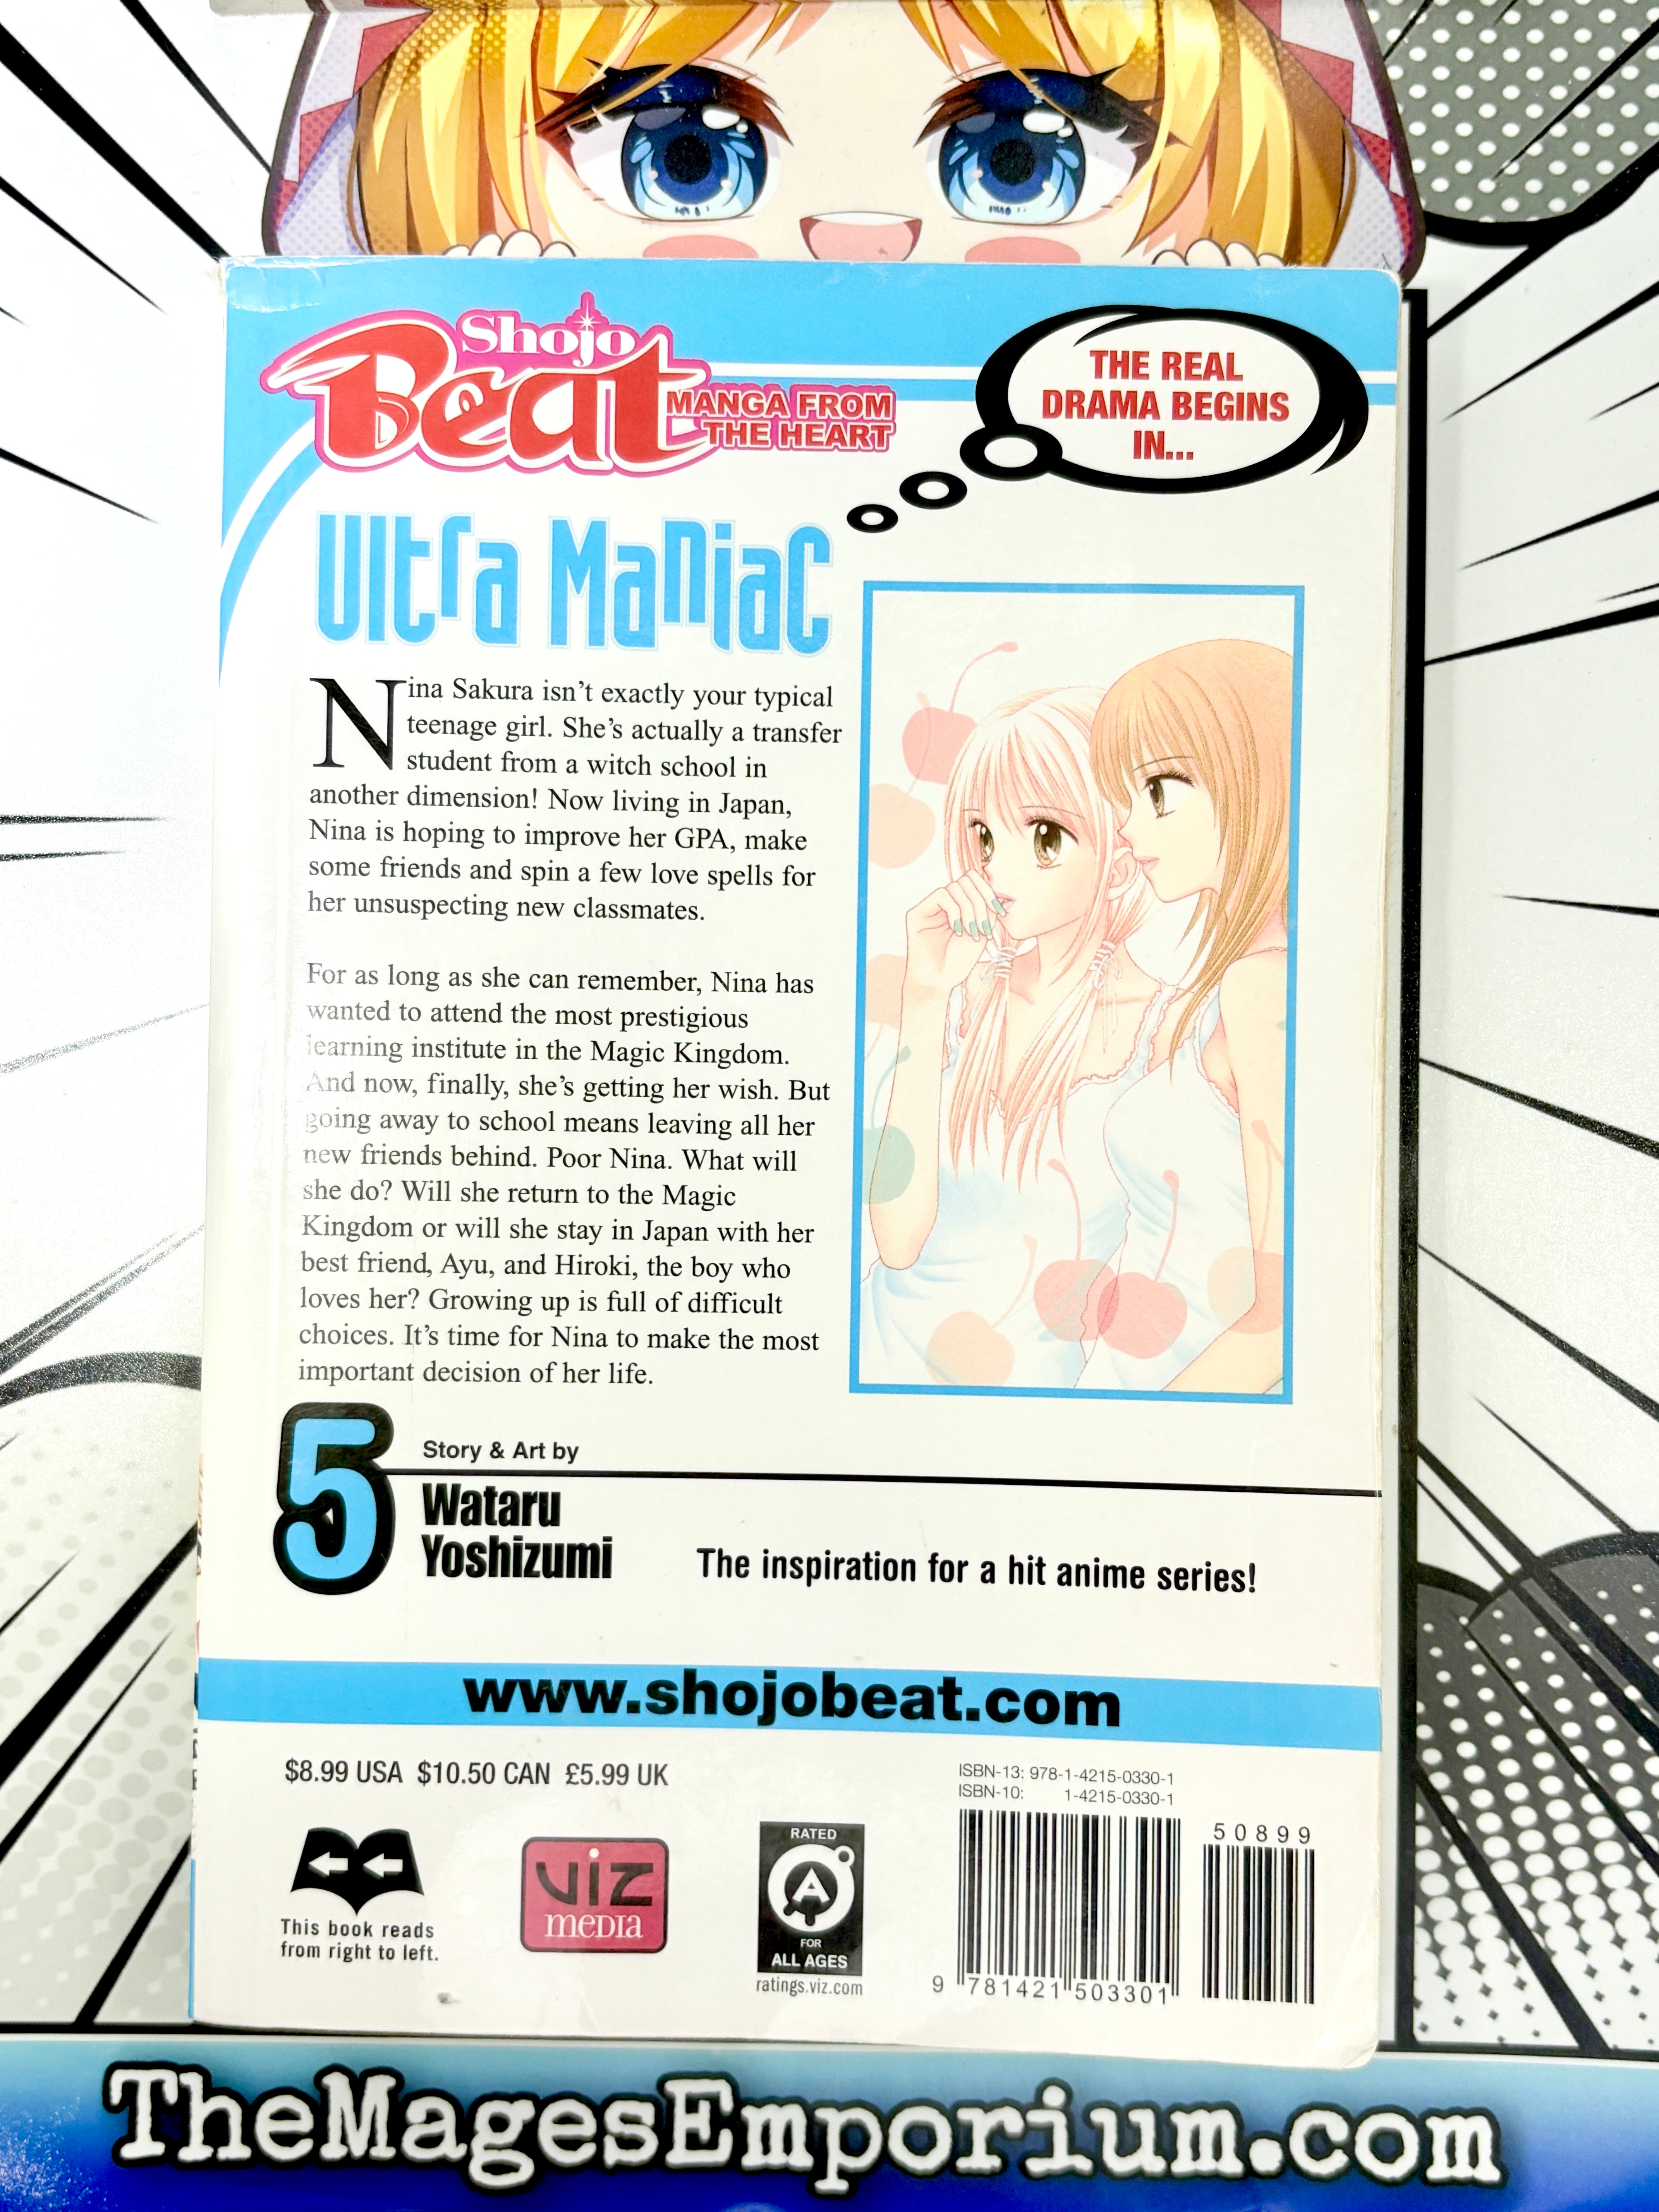 Shojo
Beat
MANGA FROM
THE HEART
THE REAL
DRAMA BEGINS
IN...
Ultra Maniac
Nina Sakura isn't exactly your typical
teenage girl. She's actually a transfer
student from a witch school in
another dimension! Now living in Japan,
Nina is hoping to improve her GPA, make
some friends and spin a few love spells for
her unsuspecting new classmates.
For as long as she can remember, Nina has
wanted to attend the most prestigious
learning institute in the Magic Kingdom.
And now, finally, she's getting her wish. But
going away to school means leaving all her
new friends behind. Poor Nina. What will
she do? Will she return to the Magic
Kingdom or will she stay in Japan with her
best friend, Ayu, and Hiroki, the boy who
loves her? Growing up is full of difficult
choices. It's time for Nina to make the most
important decision of her life.
5
Story & Art by
Wataru
Yoshizumi
The inspiration for a hit anime series!
www.shojobeat.com
$8.99 USA $10.50 CAN £5.99 UK
ISBN-13: 978-1-4215-0330-1
ISBN-10: 1-4215-0330-1
50899
9 781421 503301
This book reads
from right to left.
VIZ
MEDIA
RATED
A
FOR
ALL AGES
ratings.viz.com
TheMagesEmporium.com